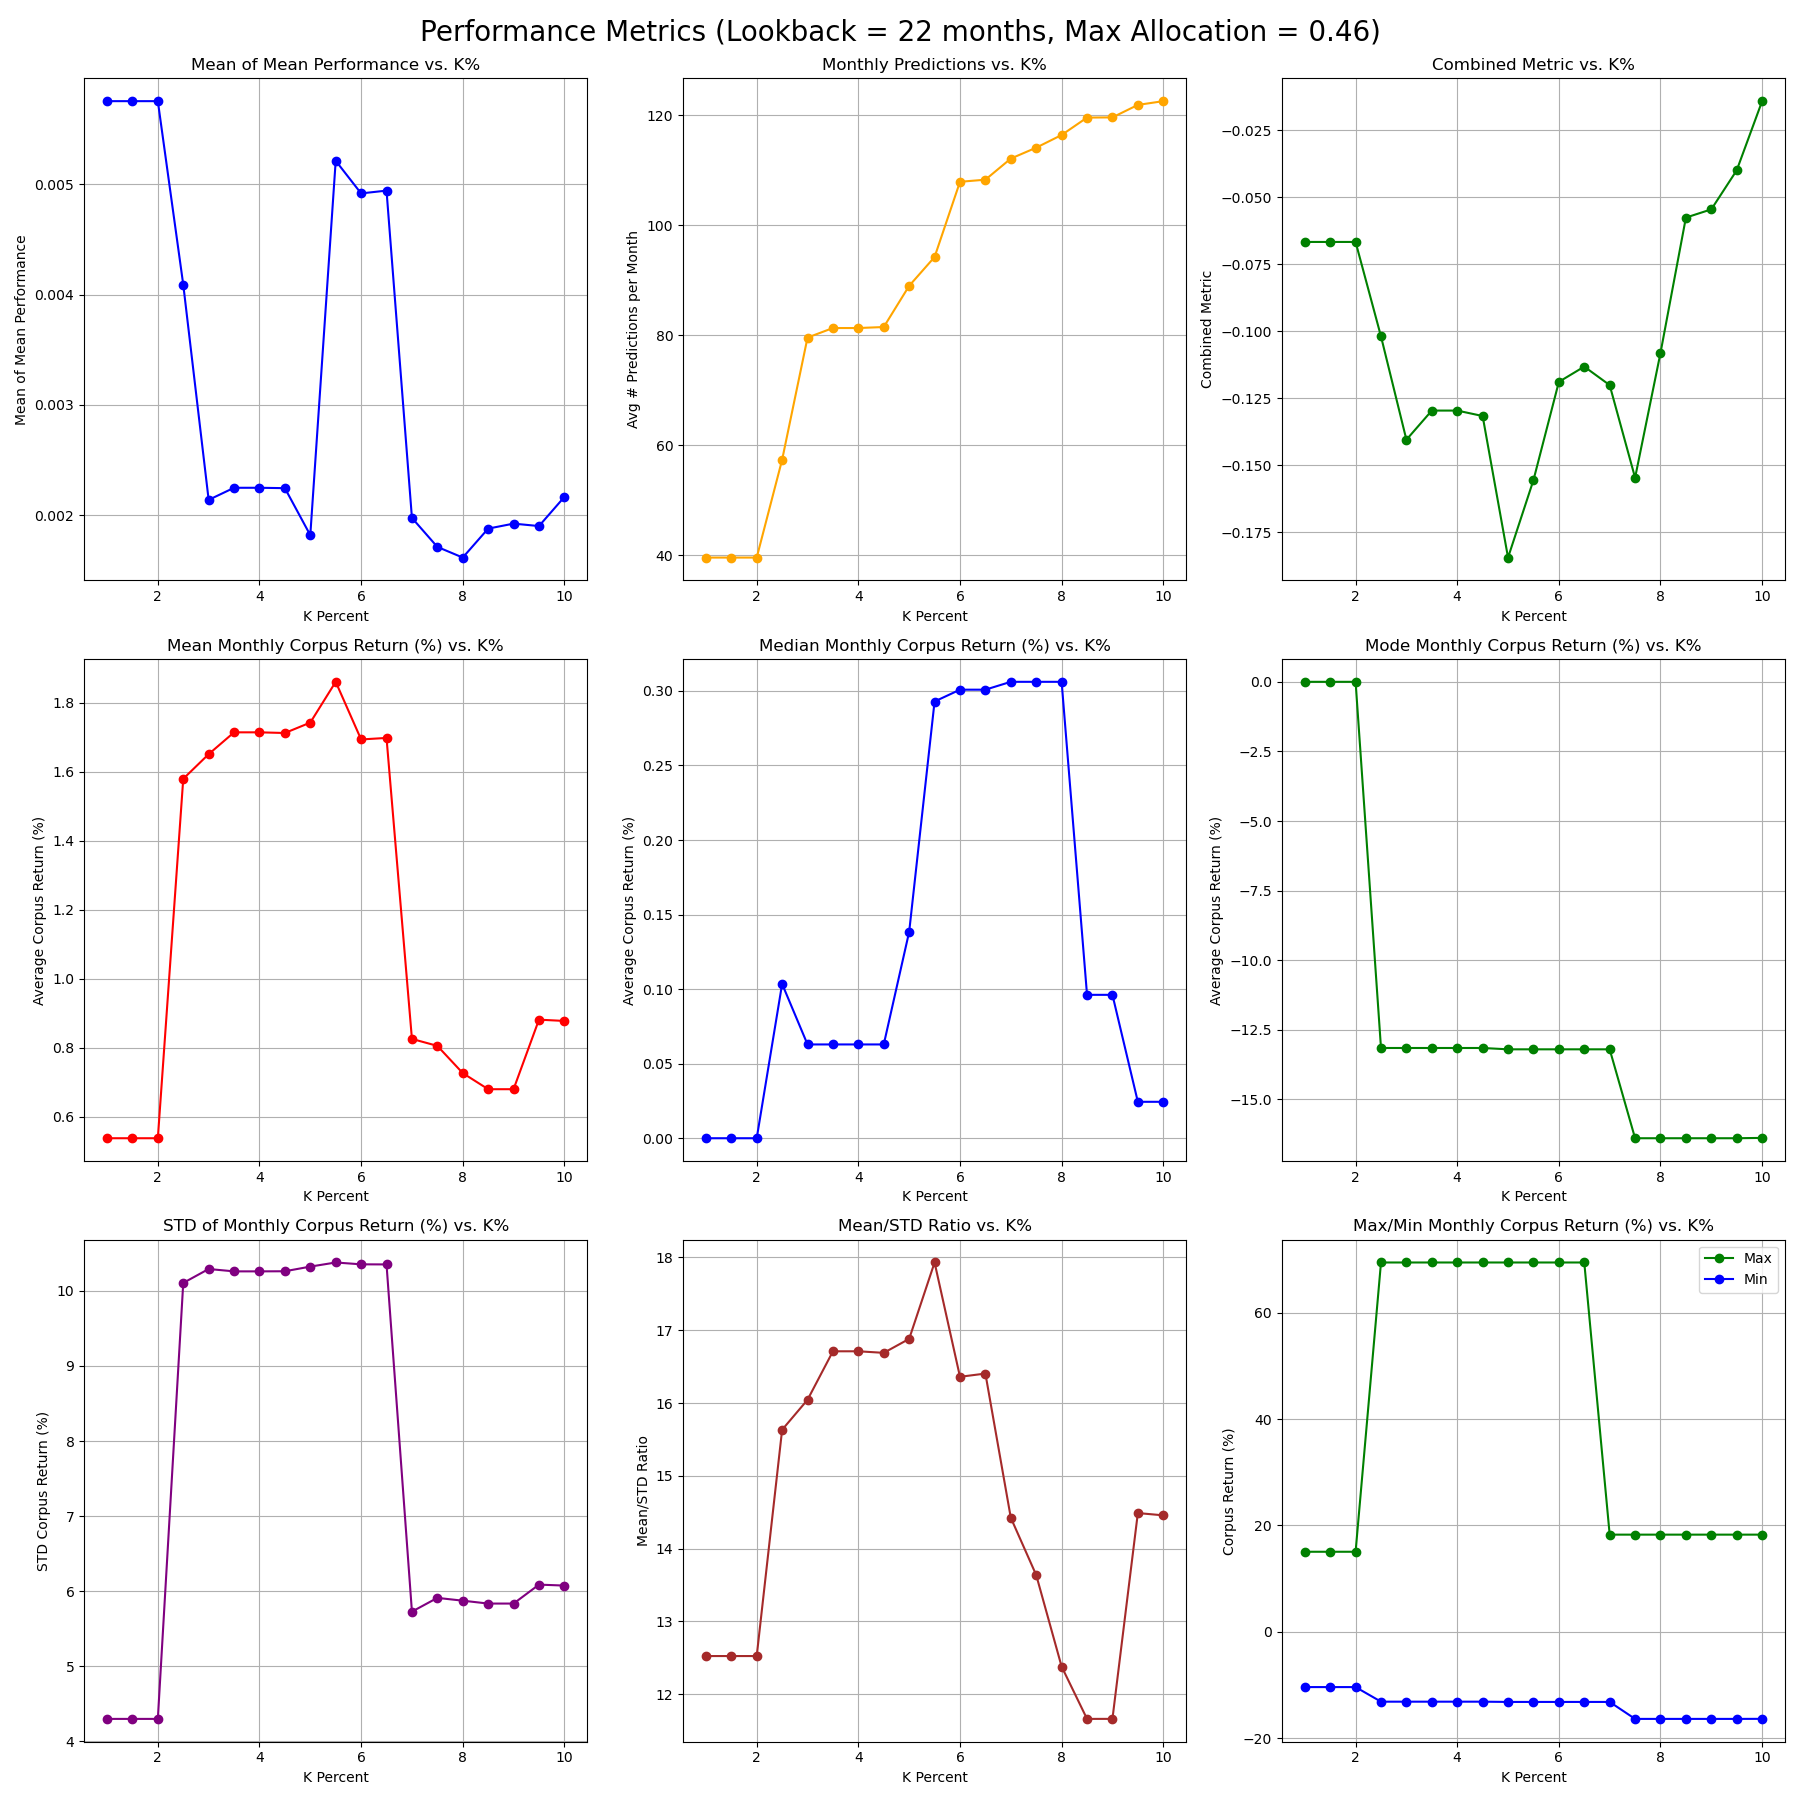 Performance Metrics (Lookback = 22 months, Max Allocation = 0.46)
Mean of Mean Performance vs. K%
Mean of Mean Performance
0.005
0.004
0.003
0.002
2 4 6 8 10
K Percent
Monthly Predictions vs. K%
Avg # Predictions per Month
120
100
80
60
40
2 4 6 8 10
K Percent
Combined Metric vs. K%
Combined Metric
−0.025
−0.050
−0.075
−0.100
−0.125
−0.150
−0.175
2 4 6 8 10
K Percent
Mean Monthly Corpus Return (%) vs. K%
Average Corpus Return (%)
1.8
1.6
1.4
1.2
1.0
0.8
0.6
2 4 6 8 10
K Percent
Median Monthly Corpus Return (%) vs. K%
Average Corpus Return (%)
0.30
0.25
0.20
0.15
0.10
0.05
0.00
2 4 6 8 10
K Percent
Mode Monthly Corpus Return (%) vs. K%
Average Corpus Return (%)
0.0
−2.5
−5.0
−7.5
−10.0
−12.5
−15.0
2 4 6 8 10
K Percent
STD of Monthly Corpus Return (%) vs. K%
STD Corpus Return (%)
10
9
8
7
6
5
4
2 4 6 8 10
K Percent
Mean/STD Ratio vs. K%
Mean/STD Ratio
18
17
16
15
14
13
12
2 4 6 8 10
K Percent
Max/Min Monthly Corpus Return (%) vs. K%
Corpus Return (%)
Max
Min
60
40
20
0
−20
2 4 6 8 10
K Percent